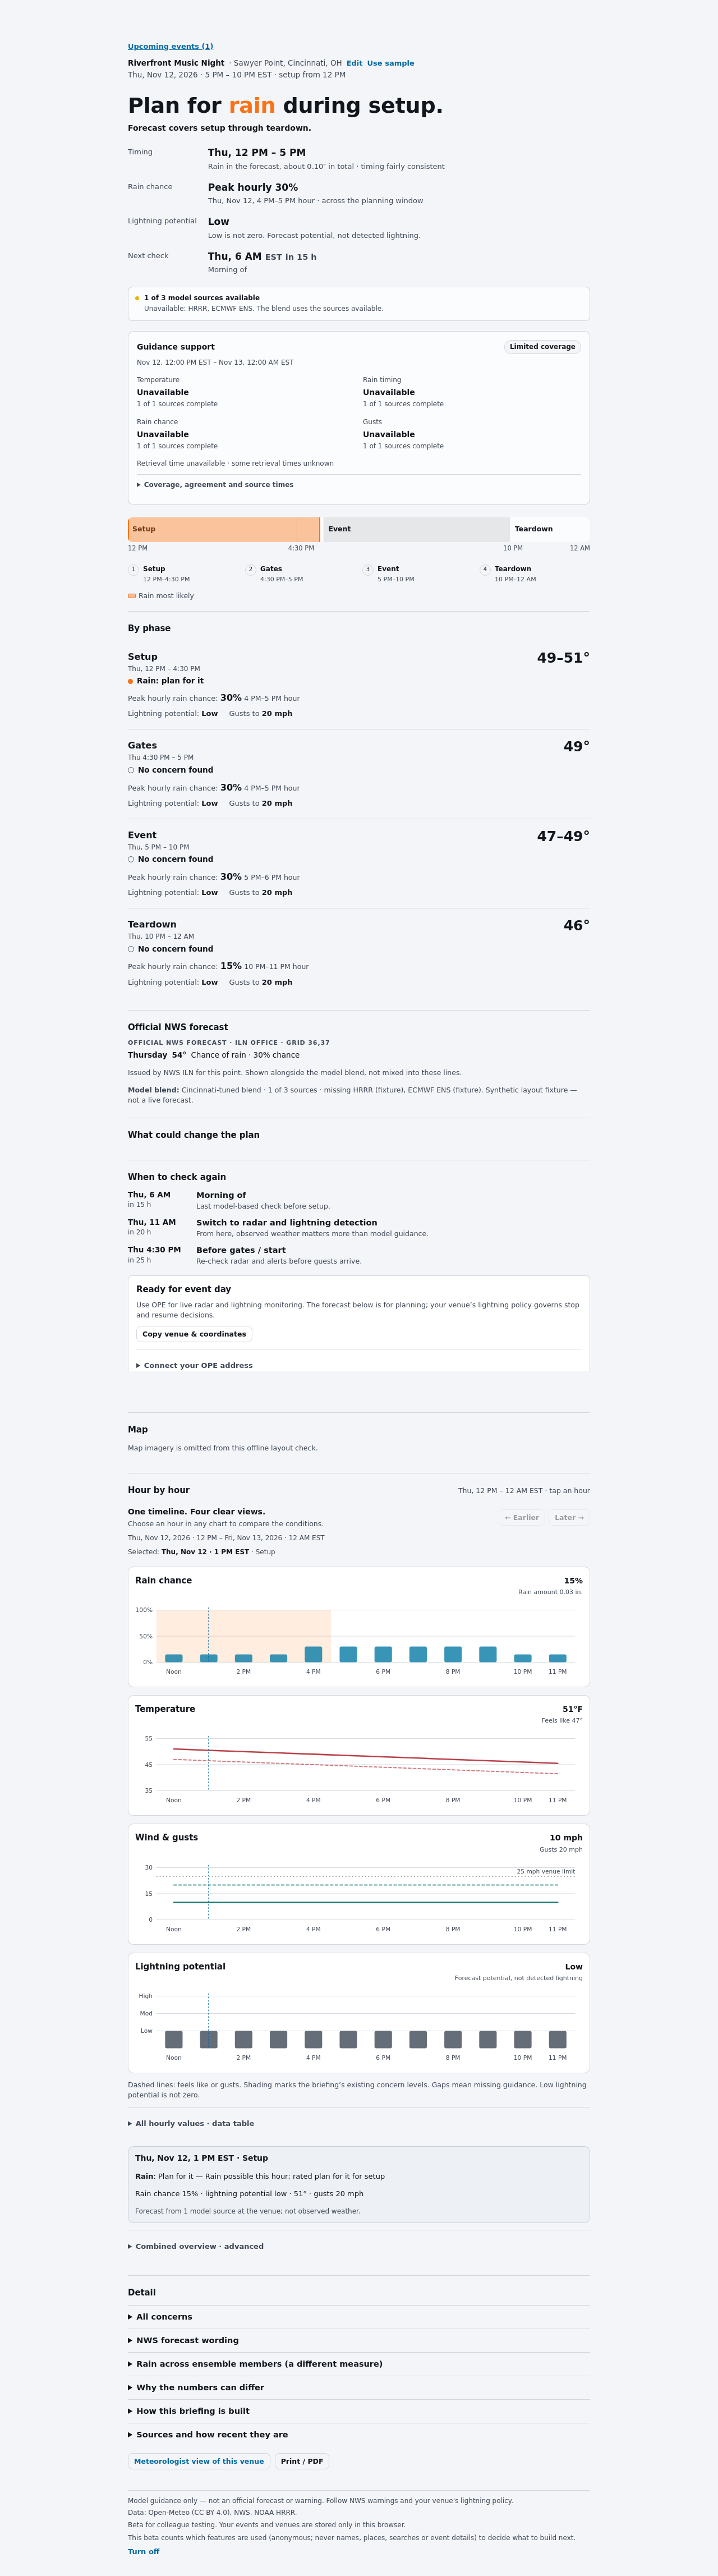 Upcoming events (1)
Riverfront Music Night · Sawyer Point, Cincinnati, OH Edit Use sample
Thu, Nov 12, 2026 · 5 PM – 10 PM EST · setup from 12 PM
Plan for rain during setup.
Forecast covers setup through teardown.
Timing
Thu, 12 PM – 5 PM
Rain in the forecast, about 0.10″ in total · timing fairly consistent
Rain chance
Peak hourly 30%
Thu, Nov 12, 4 PM–5 PM hour · across the planning window
Lightning potential
Low
Low is not zero. Forecast potential, not detected lightning.
Next check
Thu, 6 AM EST in 15 h
Morning of
1 of 3 model sources available
Unavailable: HRRR, ECMWF ENS. The blend uses the sources available.
Guidance support
Limited coverage
Nov 12, 12:00 PM EST – Nov 13, 12:00 AM EST
Temperature
Unavailable
1 of 1 sources complete
Rain timing
Unavailable
1 of 1 sources complete
Rain chance
Unavailable
1 of 1 sources complete
Gusts
Unavailable
1 of 1 sources complete
Retrieval time unavailable · some retrieval times unknown
▶ Coverage, agreement and source times
Setup Event Teardown
12 PM 4:30 PM 10 PM 12 AM
1 Setup
12 PM–4:30 PM
2 Gates
4:30 PM–5 PM
3 Event
5 PM–10 PM
4 Teardown
10 PM–12 AM
Rain most likely
By phase
Setup
49–51°
Thu, 12 PM – 4:30 PM
Rain: plan for it
Peak hourly rain chance: 30% 4 PM–5 PM hour
Lightning potential: Low Gusts to 20 mph
Gates
49°
Thu 4:30 PM – 5 PM
No concern found
Peak hourly rain chance: 30% 4 PM–5 PM hour
Lightning potential: Low Gusts to 20 mph
Event
47–49°
Thu, 5 PM – 10 PM
No concern found
Peak hourly rain chance: 30% 5 PM–6 PM hour
Lightning potential: Low Gusts to 20 mph
Teardown
46°
Thu, 10 PM – 12 AM
No concern found
Peak hourly rain chance: 15% 10 PM–11 PM hour
Lightning potential: Low Gusts to 20 mph
Official NWS forecast
OFFICIAL NWS FORECAST · ILN OFFICE · GRID 36,37
Thursday 54° Chance of rain · 30% chance
Issued by NWS ILN for this point. Shown alongside the model blend, not mixed into these lines.
Model blend: Cincinnati-tuned blend · 1 of 3 sources · missing HRRR (fixture), ECMWF ENS (fixture). Synthetic layout fixture —
not a live forecast.
What could change the plan
When to check again
Thu, 6 AM
in 15 h
Morning of
Last model-based check before setup.
Thu, 11 AM
in 20 h
Switch to radar and lightning detection
From here, observed weather matters more than model guidance.
Thu 4:30 PM
in 25 h
Before gates / start
Re-check radar and alerts before guests arrive.
Ready for event day
Use OPE for live radar and lightning monitoring. The forecast below is for planning; your venue's lightning policy governs stop
and resume decisions.
Copy venue & coordinates
▶ Connect your OPE address
Map
Map imagery is omitted from this offline layout check.
Hour by hour
Thu, 12 PM – 12 AM EST · tap an hour
One timeline. Four clear views.
Choose an hour in any chart to compare the conditions.
← Earlier Later →
Thu, Nov 12, 2026 · 12 PM – Fri, Nov 13, 2026 · 12 AM EST
Selected: Thu, Nov 12 · 1 PM EST · Setup
Rain chance
15%
Rain amount 0.03 in.
100%
50%
0%
Noon 2 PM 4 PM 6 PM 8 PM 10 PM 11 PM
Temperature
51°F
Feels like 47°
55
45
35
Noon 2 PM 4 PM 6 PM 8 PM 10 PM 11 PM
Wind & gusts
10 mph
Gusts 20 mph
30
25 mph venue limit
15
0
Noon 2 PM 4 PM 6 PM 8 PM 10 PM 11 PM
Lightning potential
Low
Forecast potential, not detected lightning
High
Mod
Low
Noon 2 PM 4 PM 6 PM 8 PM 10 PM 11 PM
Dashed lines: feels like or gusts. Shading marks the briefing's existing concern levels. Gaps mean missing guidance. Low lightning
potential is not zero.
▶ All hourly values · data table
Thu, Nov 12, 1 PM EST · Setup
Rain: Plan for it — Rain possible this hour; rated plan for it for setup
Rain chance 15% · lightning potential low · 51° · gusts 20 mph
Forecast from 1 model source at the venue; not observed weather.
▶ Combined overview · advanced
Detail
▶ All concerns
▶ NWS forecast wording
▶ Rain across ensemble members (a different measure)
▶ Why the numbers can differ
▶ How this briefing is built
▶ Sources and how recent they are
Meteorologist view of this venue Print / PDF
Model guidance only — not an official forecast or warning. Follow NWS warnings and your venue's lightning policy.
Data: Open-Meteo (CC BY 4.0), NWS, NOAA HRRR.
Beta for colleague testing. Your events and venues are stored only in this browser.
This beta counts which features are used (anonymous; never names, places, searches or event details) to decide what to build next.
Turn off